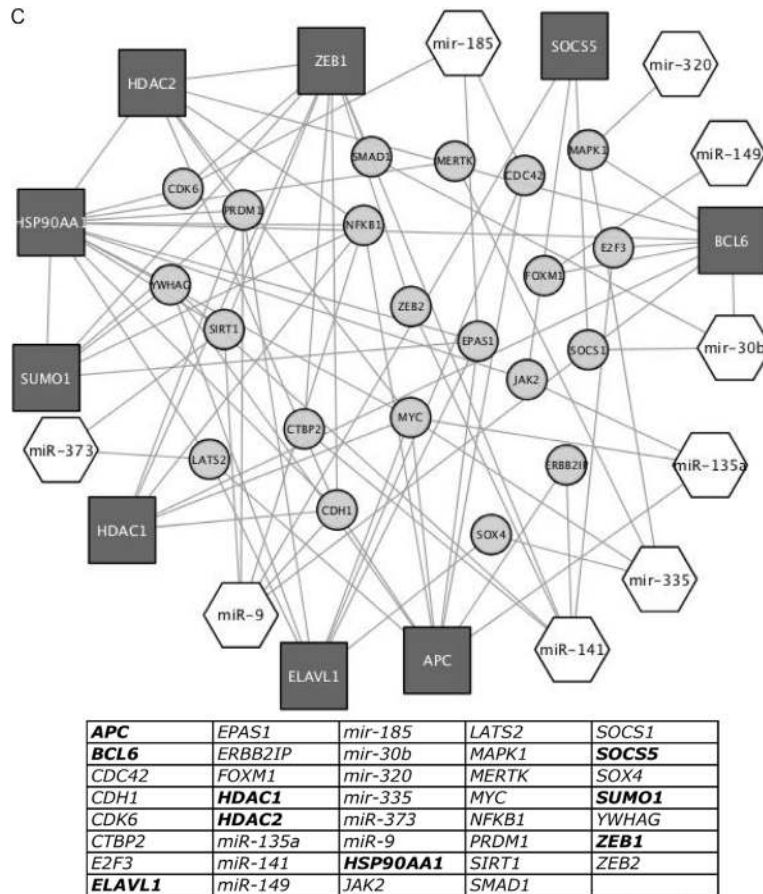 C
mir-185
SOCS5
ZEB1
mir-320
HDAC2
miR-149
SMAD1
MERTK
MAPK1
CDC42
CDK6
PRDM1
HSP90AA1
NFKB1
E2F3
BCL6
FOXM1
YWHAG
ZEB2
SIRT1
EPAS1
SOCS1
mir-30b
SUMO1
JAK2
MYC
CTBP2
miR-373
LATS2
ERBB2IP
miR-135a
CDH1
HDAC1
SOX4
mir-335
miR-9
miR-141
APC
ELAVL1
APC EPAS1 mir-185 LATS2 SOCS1
BCL6 ERBB2IP mir-30b MAPK1 SOCS5
CDC42 FOXM1 mir-320 MERTK SOX4
CDH1 HDAC1 mir-335 MYC SUMO1
CDK6 HDAC2 miR-373 NFKB1 YWHAG
CTBP2 miR-135a miR-9 PRDM1 ZEB1
E2F3 miR-141 HSP90AA1 SIRT1 ZEB2
ELAVL1 miR-149 JAK2 SMAD1